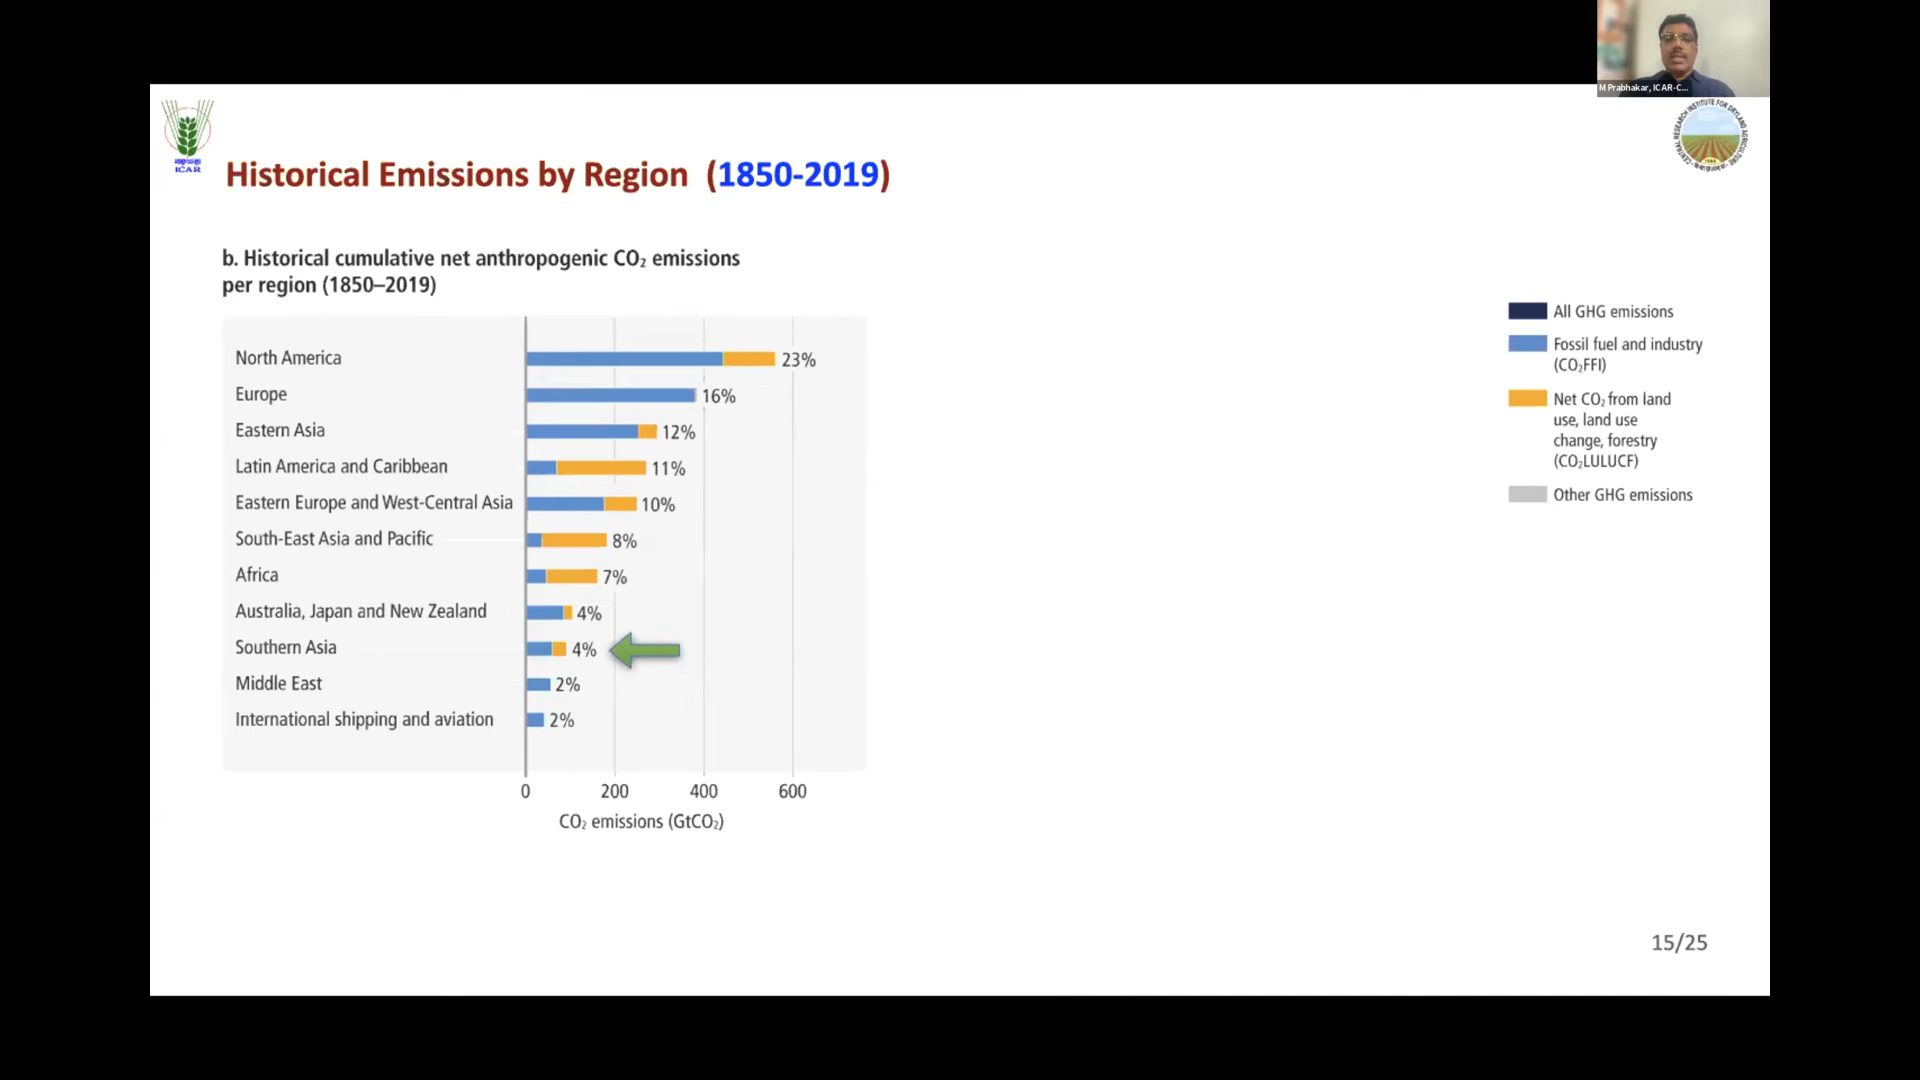 M Prabhakar, ICAR-C...
ICAR
Historical Emissions by Region (1850-2019)
b. Historical cumulative net anthropogenic CO₂ emissions
per region (1850–2019)
North America 23%
Europe 16%
Eastern Asia 12%
Latin America and Caribbean 11%
Eastern Europe and West-Central Asia 10%
South-East Asia and Pacific 8%
Africa 7%
Australia, Japan and New Zealand 4%
Southern Asia 4%
Middle East 2%
International shipping and aviation 2%
0 200 400 600
CO₂ emissions (GtCO₂)
All GHG emissions
Fossil fuel and industry
(CO₂FFI)
Net CO₂ from land
use, land use
change, forestry
(CO₂LULUCF)
Other GHG emissions
15/25